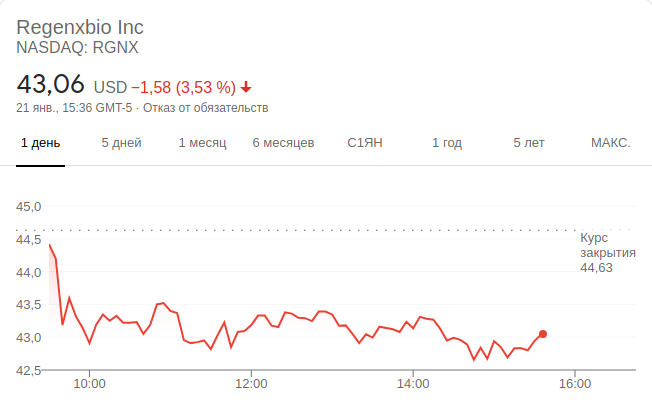 Regenxbio Inc
NASDAQ: RGNX
43,06 USD −1,58 (3,53 %)
21 янв., 15:36 GMT-5 · Отказ от обязательств
1 день 5 дней 1 месяц 6 месяцев С1ЯН 1 год 5 лет МАКС.
45,0
44,5
Курс
закрытия
44,63
44,0
43,5
43,0
42,5
10:00 12:00 14:00 16:00